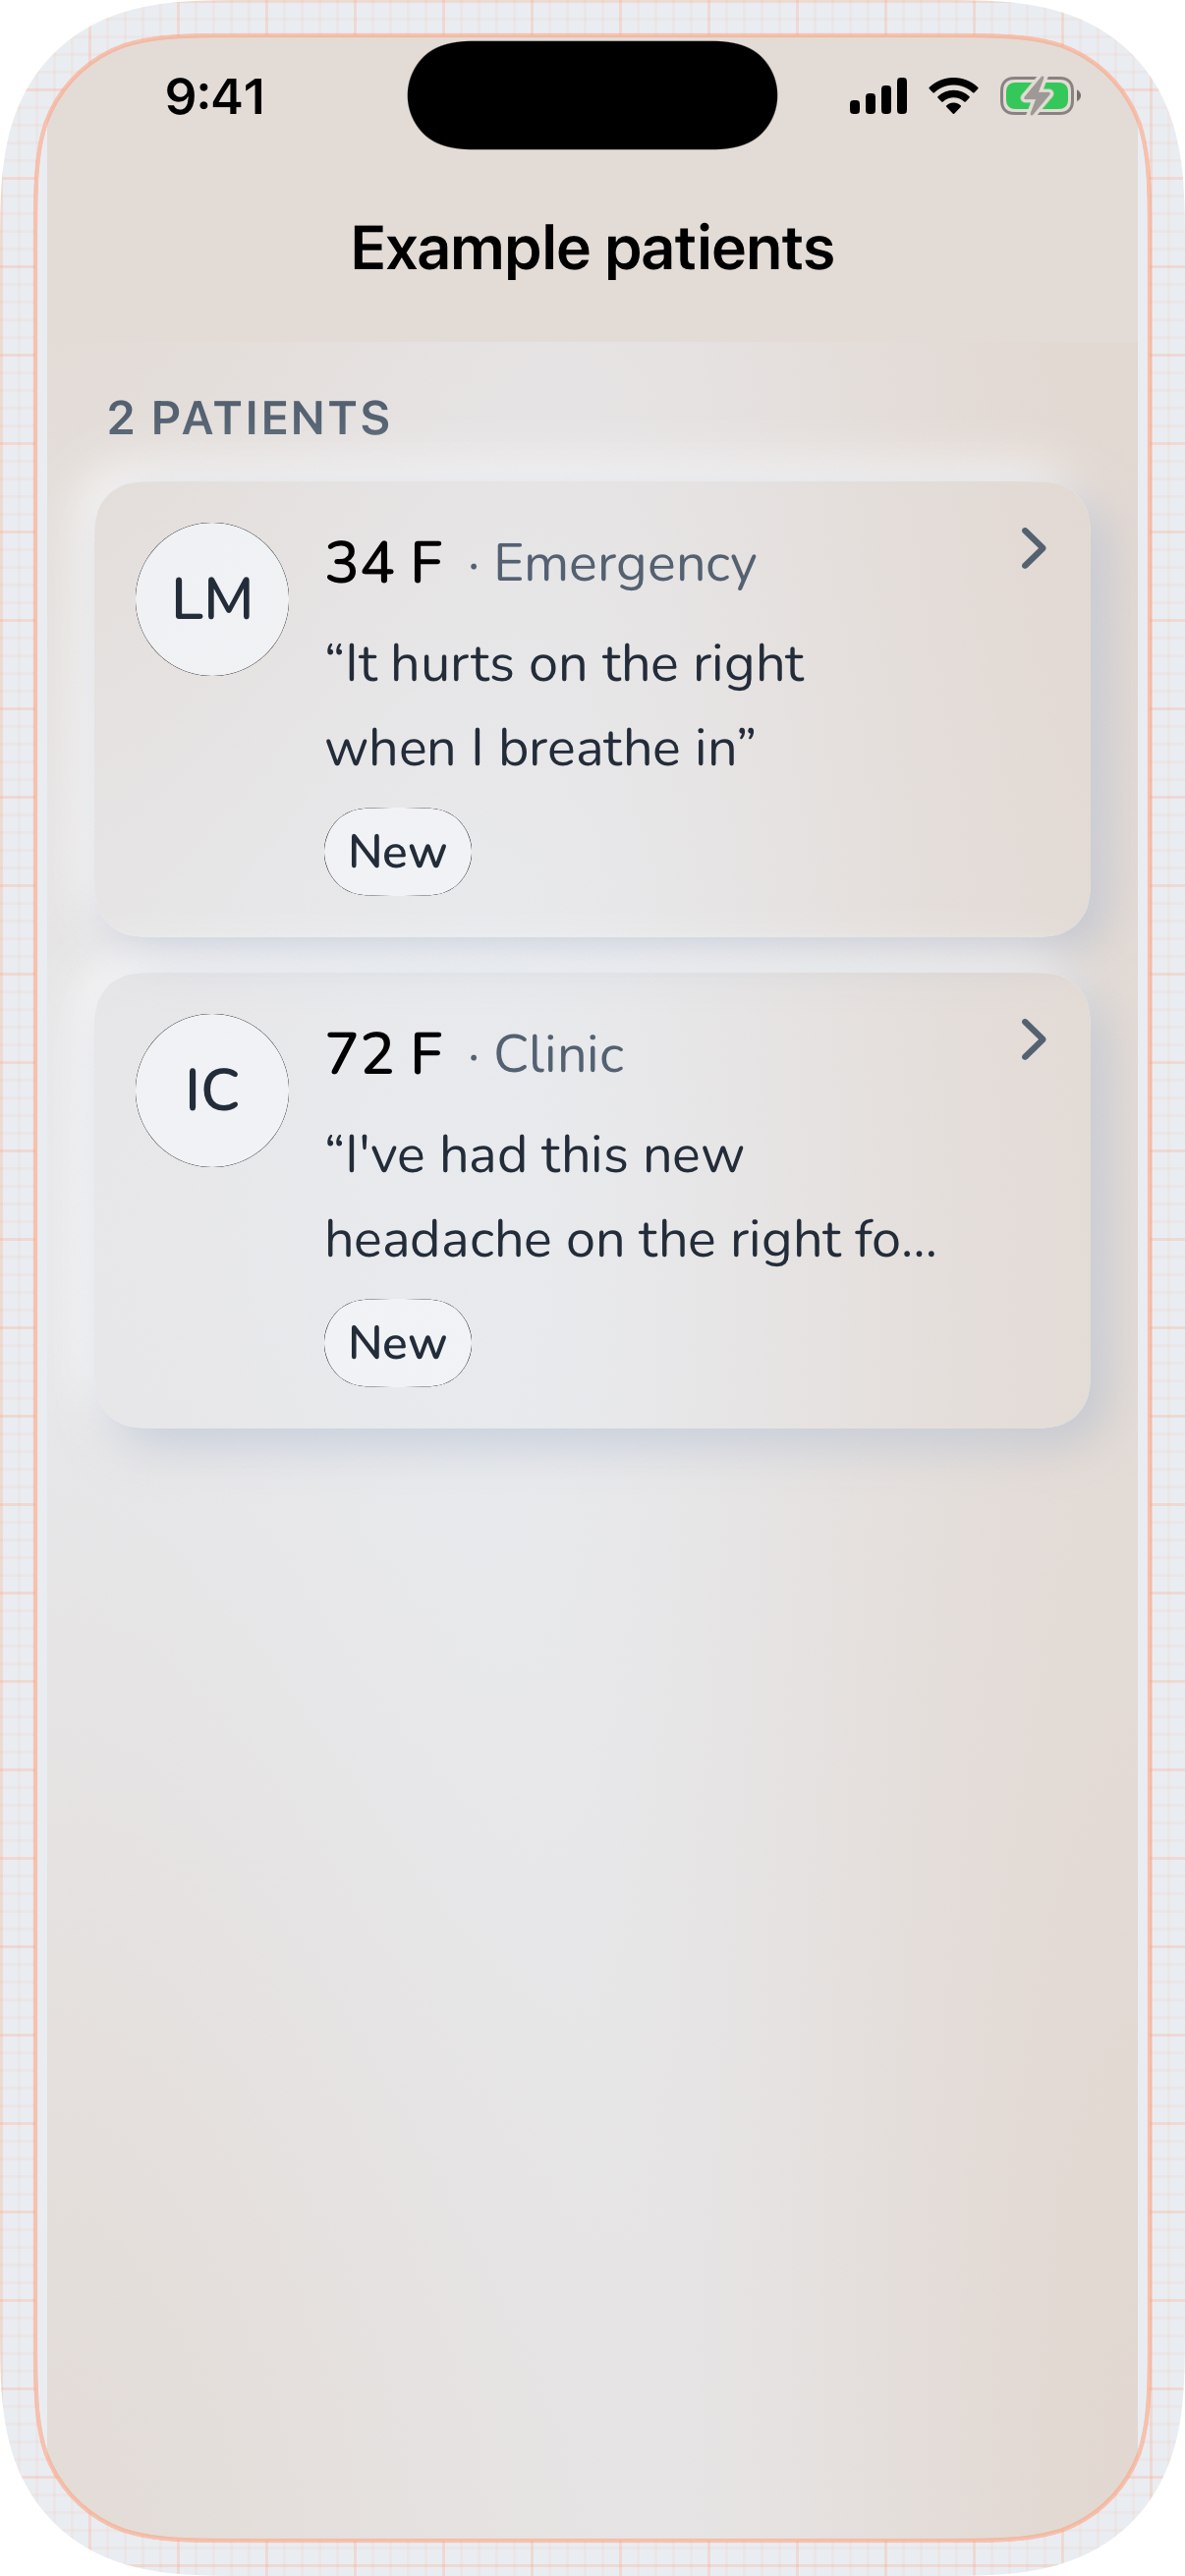 9:41
Example patients
2 PATIENTS
LM
34 F · Emergency
“It hurts on the right
when I breathe in”
New
IC
72 F · Clinic
“I've had this new
headache on the right fo...
New